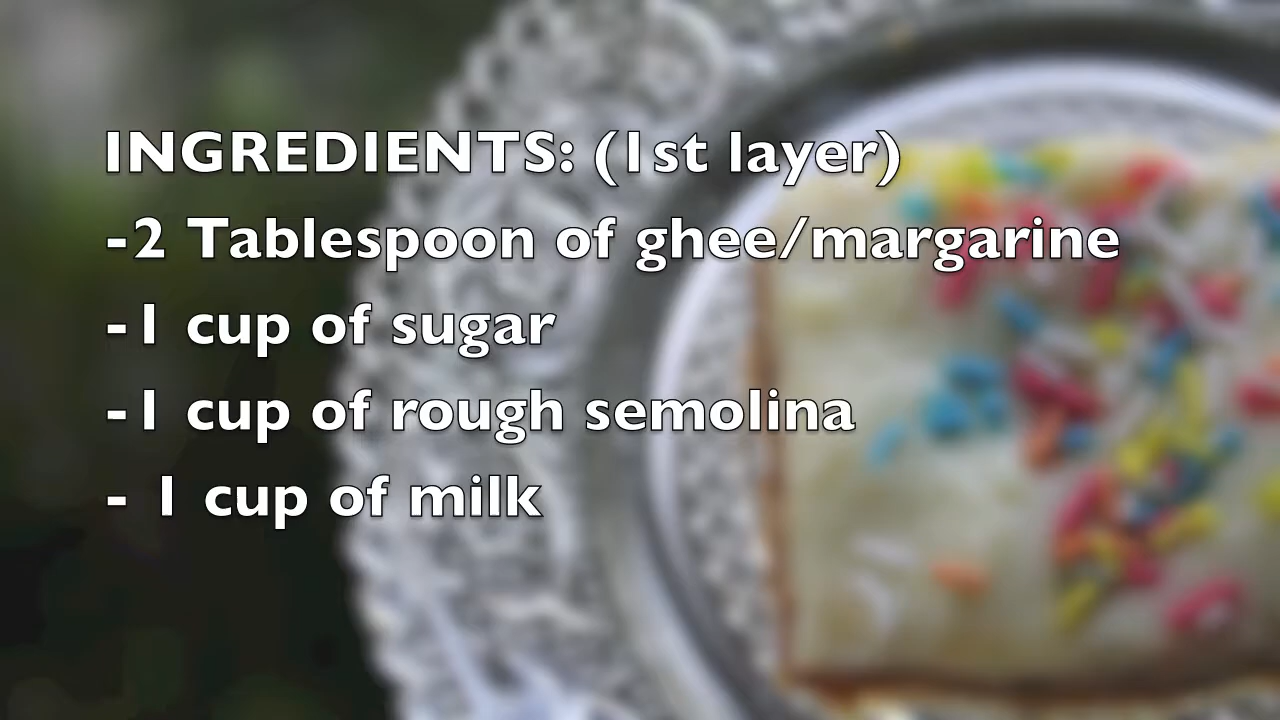 INGREDIENTS: (1st layer)
-2 Tablespoon of ghee/margarine
-1 cup of sugar
-1 cup of rough semolina
- 1 cup of milk